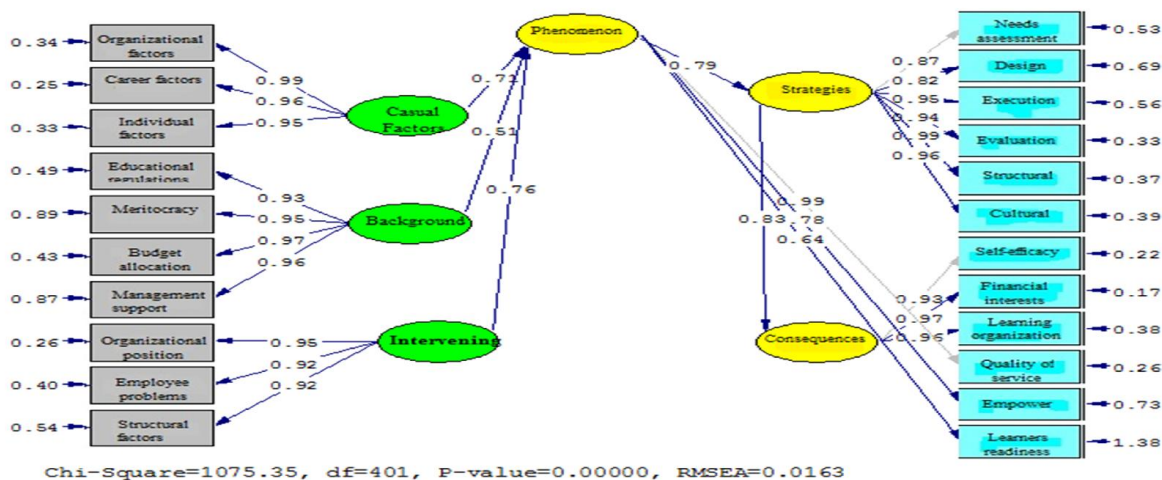 0.34
Organizational
factors
0.25
Career factors
0.33
Individual
factors
0.49
Educational
regulations
0.89
Meritocracy
0.43
Budget
allocation
0.87
Management
support
0.26
Organizational
position
0.40
Employee
problems
0.54
Structural
factors
0.99
0.96
0.95
0.93
0.95
0.97
0.96
0.95
0.92
0.92
Casual
Factors
Background
Intervening
0.71
0.51
0.76
Phenomenon
0.79
Strategies
0.83
0.99
.78
0.64
Consequences
0.87
0.82
0.95
0.94
0.99
0.96
0.93
0.97
0.96
Needs
assessment
0.53
Design
0.69
Execution
0.56
Evaluation
0.33
Structural
0.37
Cultural
0.39
Self-efficacy
0.22
Financial
interests
0.17
Learning
organization
0.38
Quality of
service
0.26
Empower
0.73
Learners
readiness
1.38
Chi-Square=1075.35, df=401, P-value=0.00000, RMSEA=0.0163